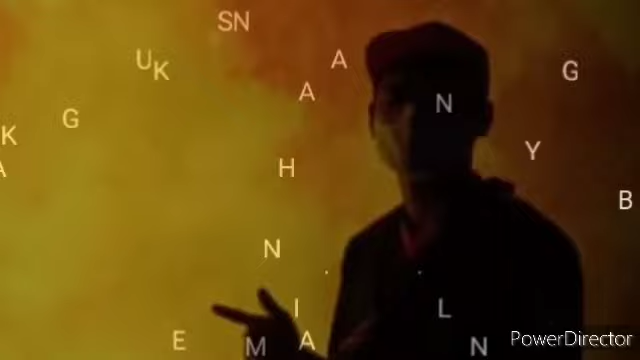 SN
UK A G
A N
K G
Y
A H
B
N
I L
E M A N
PowerDirector